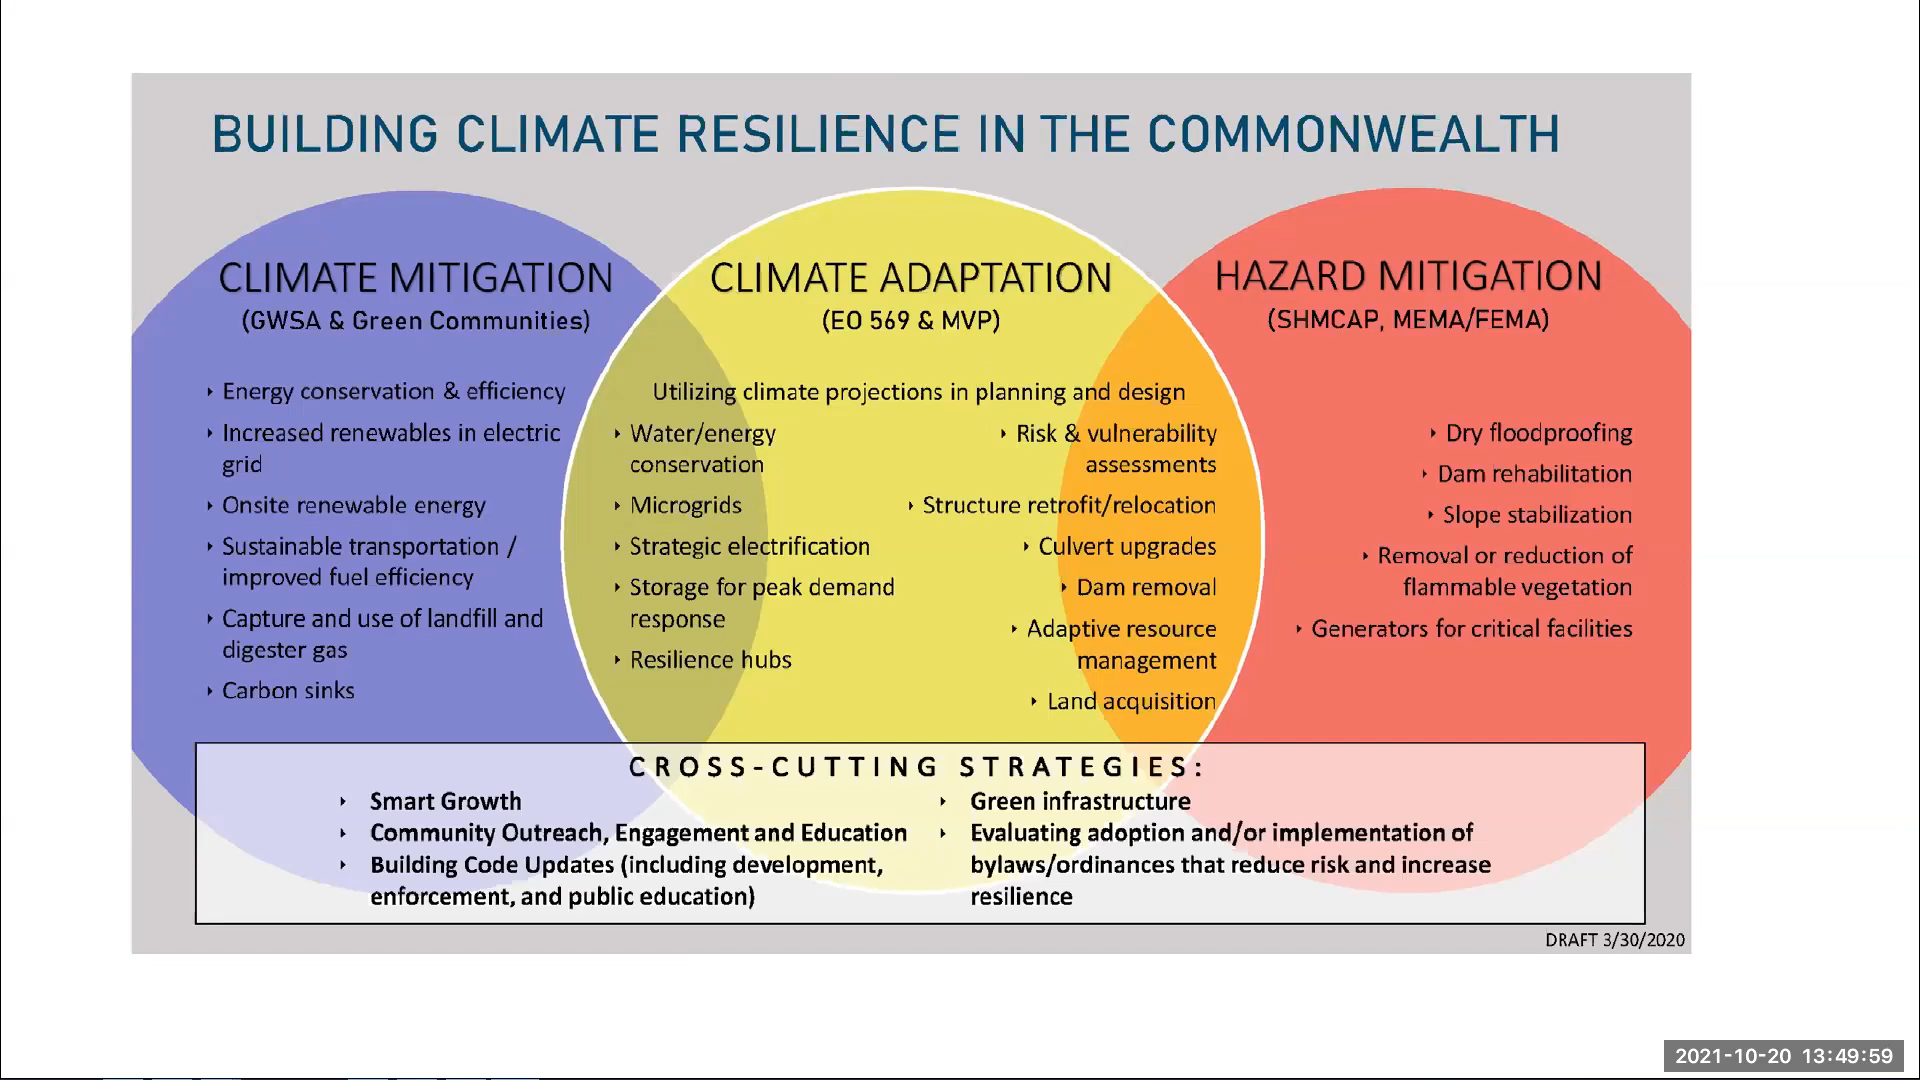 BUILDING CLIMATE RESILIENCE IN THE COMMONWEALTH
CLIMATE MITIGATION
(GWSA & Green Communities)
‣ Energy conservation & efficiency
‣ Increased renewables in electric
grid
‣ Onsite renewable energy
‣ Sustainable transportation /
improved fuel efficiency
‣ Capture and use of landfill and
digester gas
‣ Carbon sinks
CLIMATE ADAPTATION
(EO 569 & MVP)
Utilizing climate projections in planning and design
‣ Water/energy
conservation
‣ Microgrids
‣ Strategic electrification
‣ Storage for peak demand
response
‣ Resilience hubs
‣ Risk & vulnerability
assessments
‣ Structure retrofit/relocation
‣ Culvert upgrades
‣ Dam removal
‣ Adaptive resource
management
‣ Land acquisition
HAZARD MITIGATION
(SHMCAP, MEMA/FEMA)
‣ Dry floodproofing
‣ Dam rehabilitation
‣ Slope stabilization
‣ Removal or reduction of
flammable vegetation
‣ Generators for critical facilities
CROSS-CUTTING STRATEGIES:
‣ Smart Growth
‣ Community Outreach, Engagement and Education
‣ Building Code Updates (including development,
enforcement, and public education)
‣ Green infrastructure
‣ Evaluating adoption and/or implementation of
bylaws/ordinances that reduce risk and increase
resilience
DRAFT 3/30/2020
2021-10-20 13:49:59